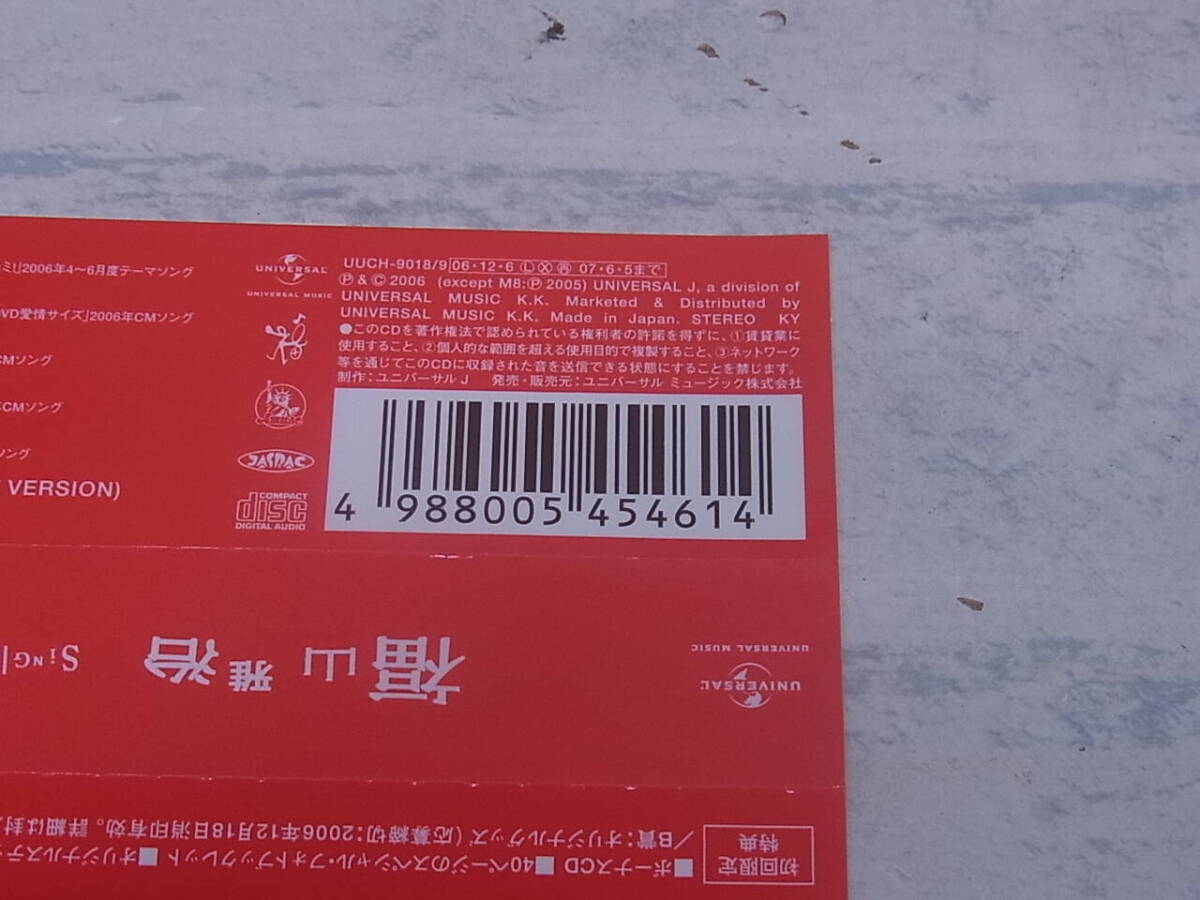 ミ!」2006年4〜6月度テーマソング
VD愛情サイズ」2006年CMソング
CMソング
CMソング
ング
VERSION)
UNIVERSAL
UNIVERSAL MUSIC
JASRAC
COMPACT
disc
DIGITAL AUDIO
UUCH-9018/9 06・12・6 Ⓛ Ⓧ ㊞ 07・6・5まで
Ⓟ & © 2006 (except M8:Ⓟ 2005) UNIVERSAL J, a division of
UNIVERSAL MUSIC K.K. Marketed & Distributed by
UNIVERSAL MUSIC K.K. Made in Japan. STEREO KY
●このCDを著作権法で認められている権利者の許諾を得ずに、①賃貸業に
使用すること、②個人的な範囲を超える使用目的で複製すること、③ネットワーク
等を通じてこのCDに収録された音を送信できる状態にすることを禁じます。
制作:ユニバーサル J 発売・販売元:ユニバーサル ミュージック株式会社
4 988005 454614
UNIVERSAL
UNIVERSAL MUSIC
福山雅治
SiNG
初回限定
特典
■ボーナスCD ■40ページのスペシャル・フォトブックレット ■オリジナルステッ
/B賞:オリジナルグッズ (応募締切:2006年12月18日消印有効。詳細は封